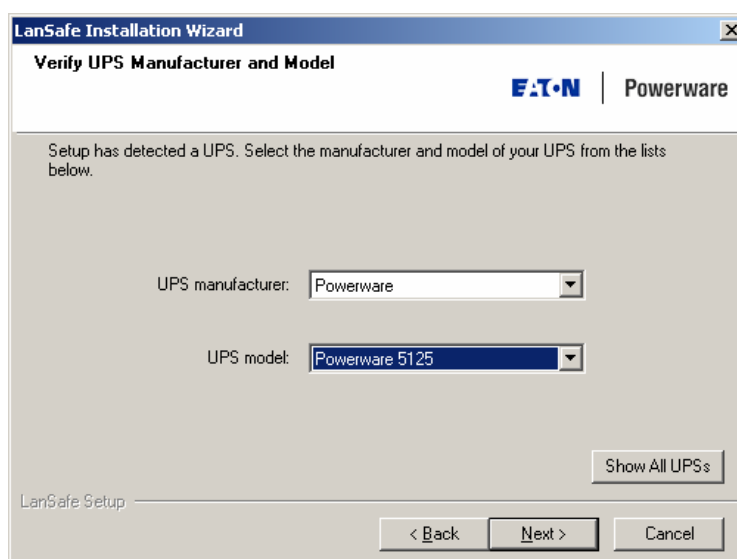 LanSafe Installation Wizard
Verify UPS Manufacturer and Model
EATON Powerware
Setup has detected a UPS. Select the manufacturer and model of your UPS from the lists
below.
UPS manufacturer: Powerware
UPS model: Powerware 5125
Show All UPSs
LanSafe Setup
< Back Next > Cancel